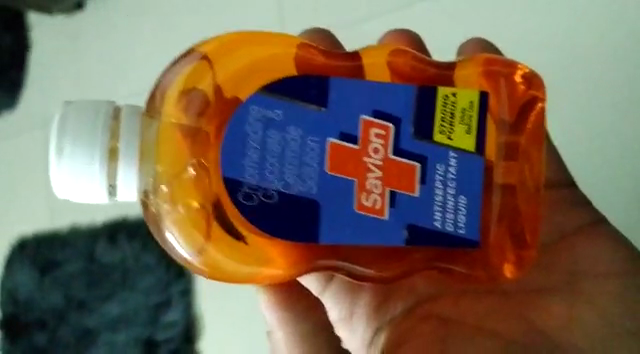 Chlorhexidine
Gluconate &
Cetrimide
Solution
Savlon
STRONG
FORMULA
ANTISEPTIC
DISINFECTANT
LIQUID